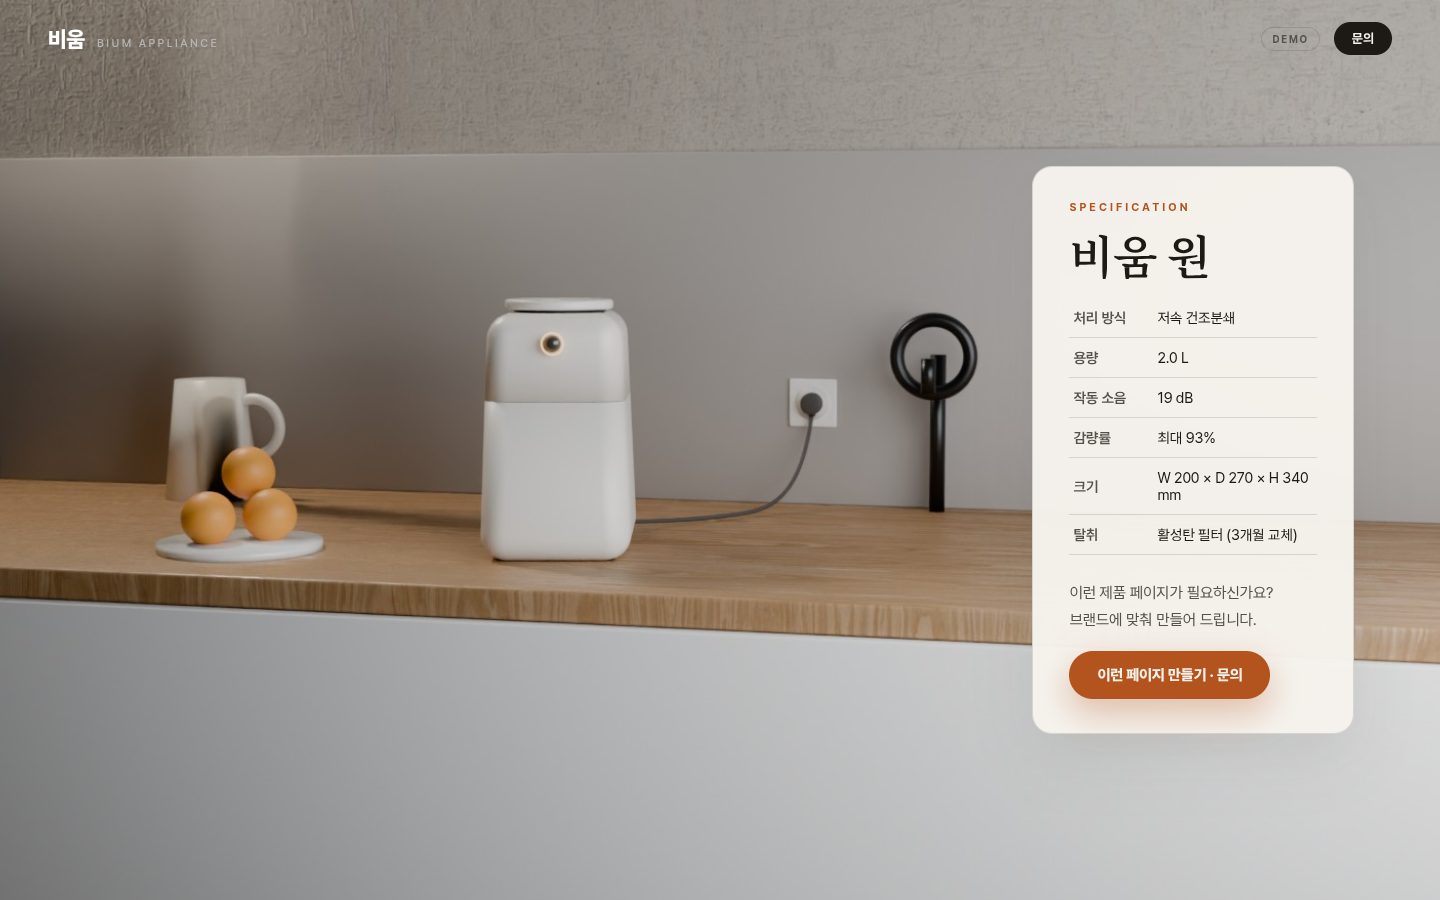 비움 BIUM APPLIANCE
DEMO
문의
SPECIFICATION
비움 원
처리 방식 저속 건조분쇄
용량 2.0 L
작동 소음 19 dB
감량률 최대 93%
크기 W 200 × D 270 × H 340
mm
탈취 활성탄 필터 (3개월 교체)
이런 제품 페이지가 필요하신가요?
브랜드에 맞춰 만들어 드립니다.
이런 페이지 만들기 · 문의